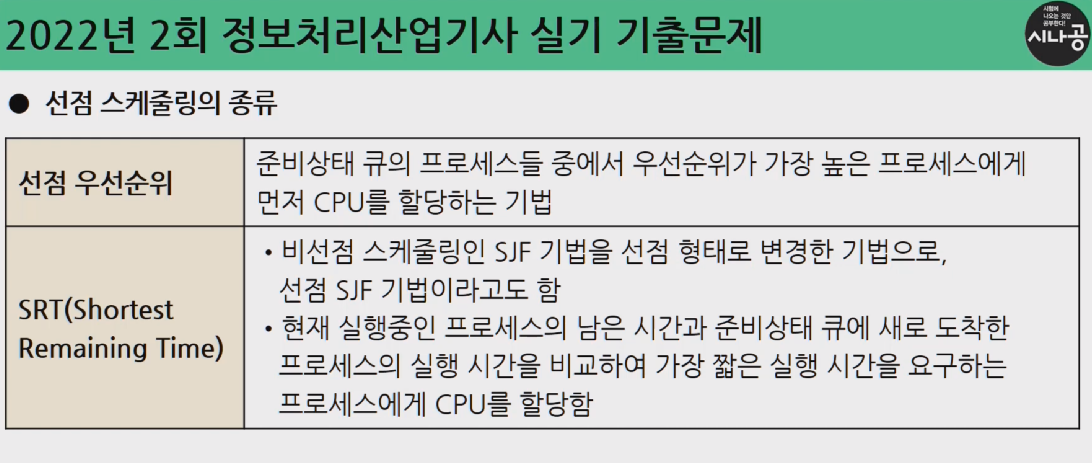 2022년 2회 정보처리산업기사 실기 기출문제
시험에
나오는 것만
공부한다!
시나공
● 선점 스케줄링의 종류
선점 우선순위
준비상태 큐의 프로세스들 중에서 우선순위가 가장 높은 프로세스에게
먼저 CPU를 할당하는 기법
SRT(Shortest
Remaining Time)
• 비선점 스케줄링인 SJF 기법을 선점 형태로 변경한 기법으로,
선점 SJF 기법이라고도 함
• 현재 실행중인 프로세스의 남은 시간과 준비상태 큐에 새로 도착한
프로세스의 실행 시간을 비교하여 가장 짧은 실행 시간을 요구하는
프로세스에게 CPU를 할당함